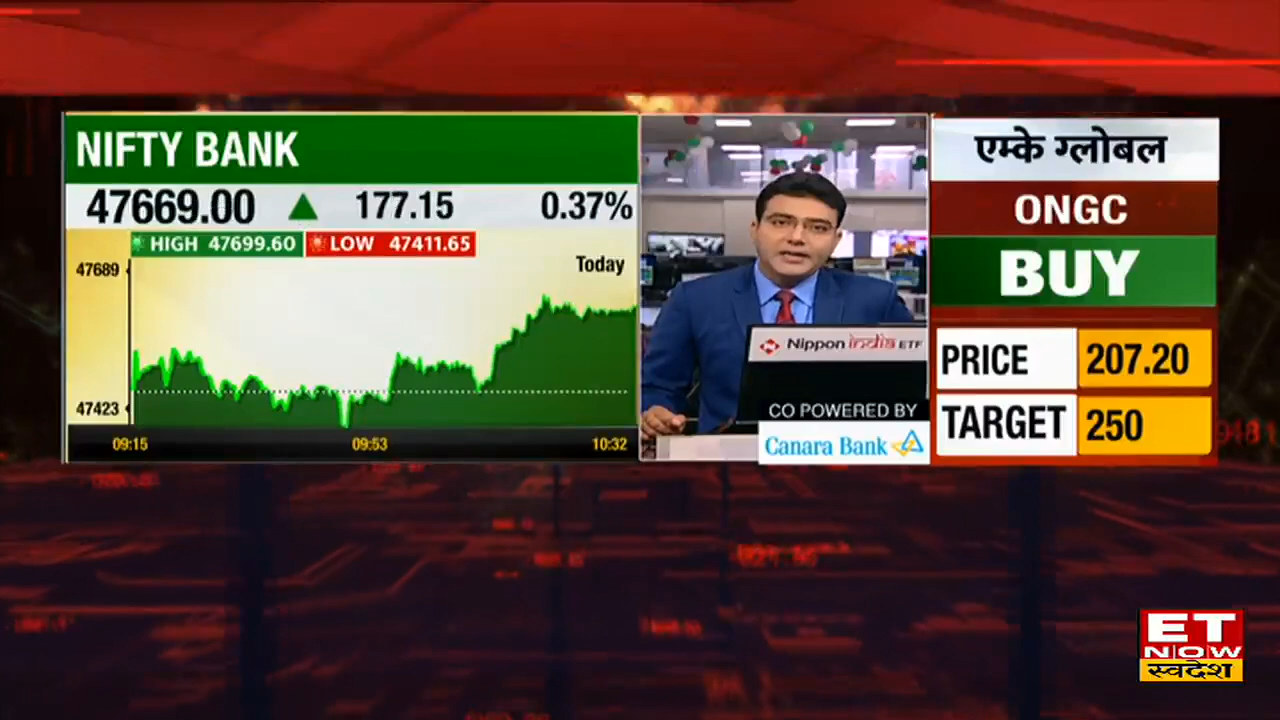 NIFTY BANK
47669.00 ▲ 177.15 0.37%
HIGH 47699.60 LOW 47411.65
Today
47689
47423
09:15 09:53 10:32
Nippon india ETF
CO POWERED BY
Canara Bank
एम्के ग्लोबल
ONGC
BUY
PRICE 207.20
TARGET 250
ET
NOW
स्वदेश